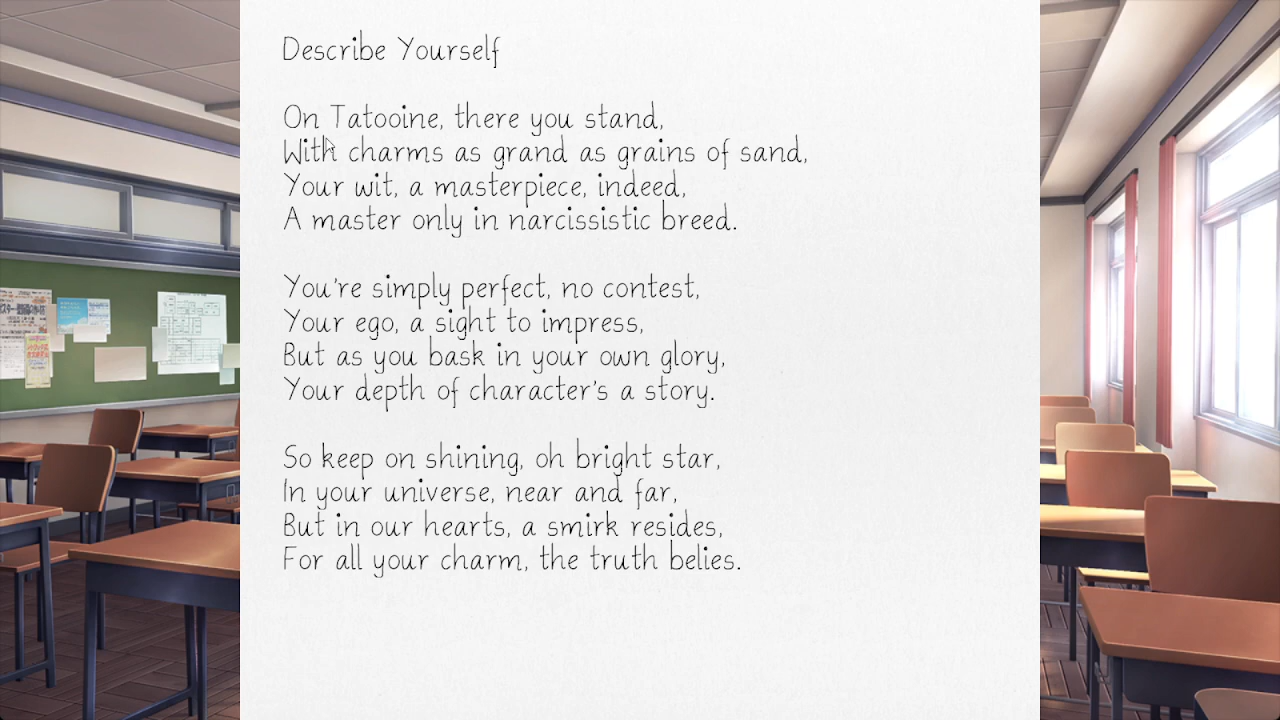 Describe Yourself
On Tatooine, there you stand,
With charms as grand as grains of sand,
Your wit, a masterpiece, indeed,
A master only in narcissistic breed.
You're simply perfect, no contest,
Your ego, a sight to impress,
But as you bask in your own glory,
Your depth of character's a story.
So keep on shining, oh bright star,
In your universe, near and far,
But in our hearts, a smirk resides,
For all your charm, the truth belies.